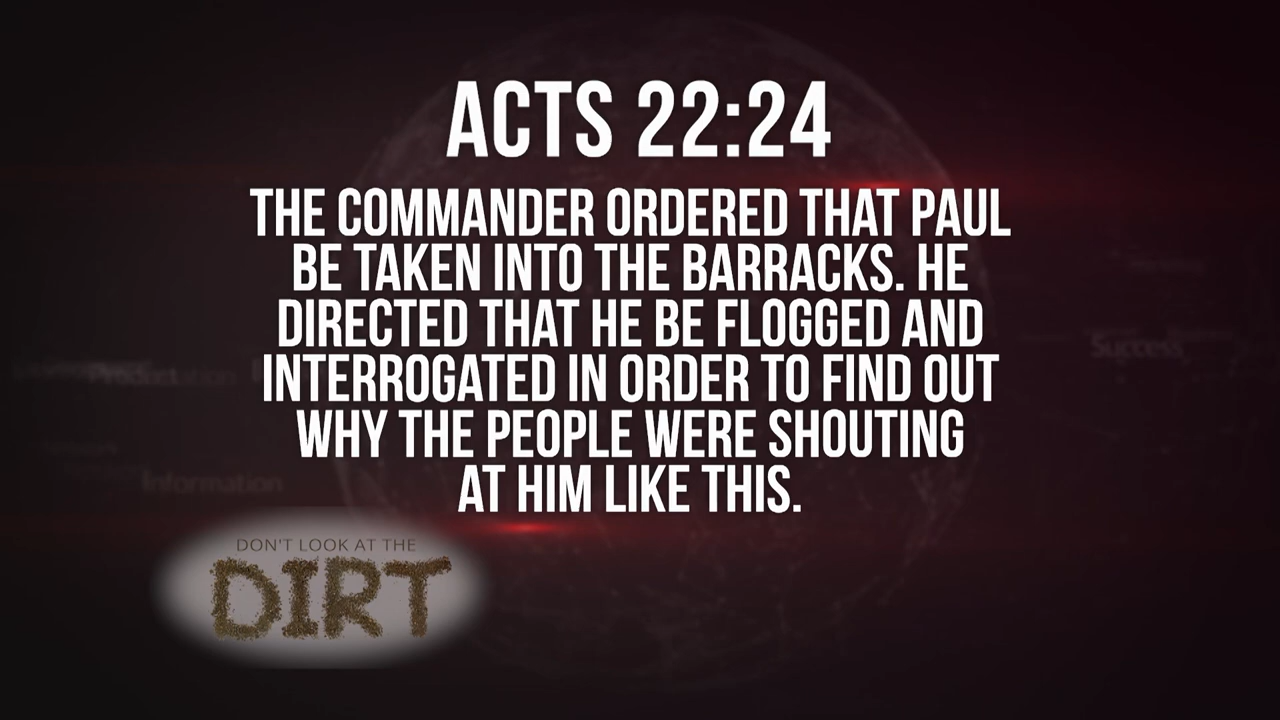 ACTS 22:24
THE COMMANDER ORDERED THAT PAUL
BE TAKEN INTO THE BARRACKS. HE
DIRECTED THAT HE BE FLOGGED AND
INTERROGATED IN ORDER TO FIND OUT
WHY THE PEOPLE WERE SHOUTING
AT HIM LIKE THIS.
Success
Information
DON'T LOOK AT THE
DIRT